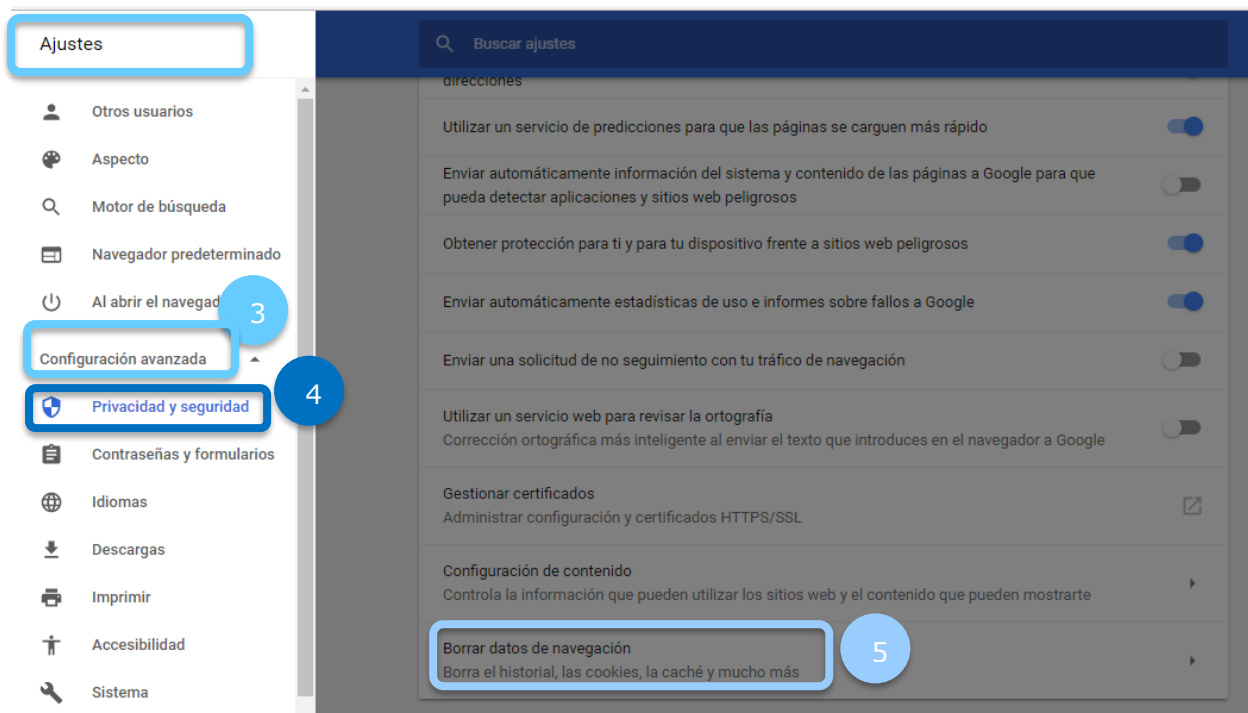 Ajustes
Otros usuarios
Aspecto
Motor de búsqueda
Navegador predeterminado
Al abrir el navegad
3
Configuración avanzada
4
Privacidad y seguridad
Contraseñas y formularios
Idiomas
Descargas
Imprimir
Accesibilidad
Sistema
Buscar ajustes
direcciones
Utilizar un servicio de predicciones para que las páginas se carguen más rápido
Enviar automáticamente información del sistema y contenido de las páginas a Google para que
pueda detectar aplicaciones y sitios web peligrosos
Obtener protección para ti y para tu dispositivo frente a sitios web peligrosos
Enviar automáticamente estadísticas de uso e informes sobre fallos a Google
Enviar una solicitud de no seguimiento con tu tráfico de navegación
Utilizar un servicio web para revisar la ortografía
Corrección ortográfica más inteligente al enviar el texto que introduces en el navegador a Google
Gestionar certificados
Administrar configuración y certificados HTTPS/SSL
Configuración de contenido
Controla la información que pueden utilizar los sitios web y el contenido que pueden mostrarte
Borrar datos de navegación
Borra el historial, las cookies, la caché y mucho más
5